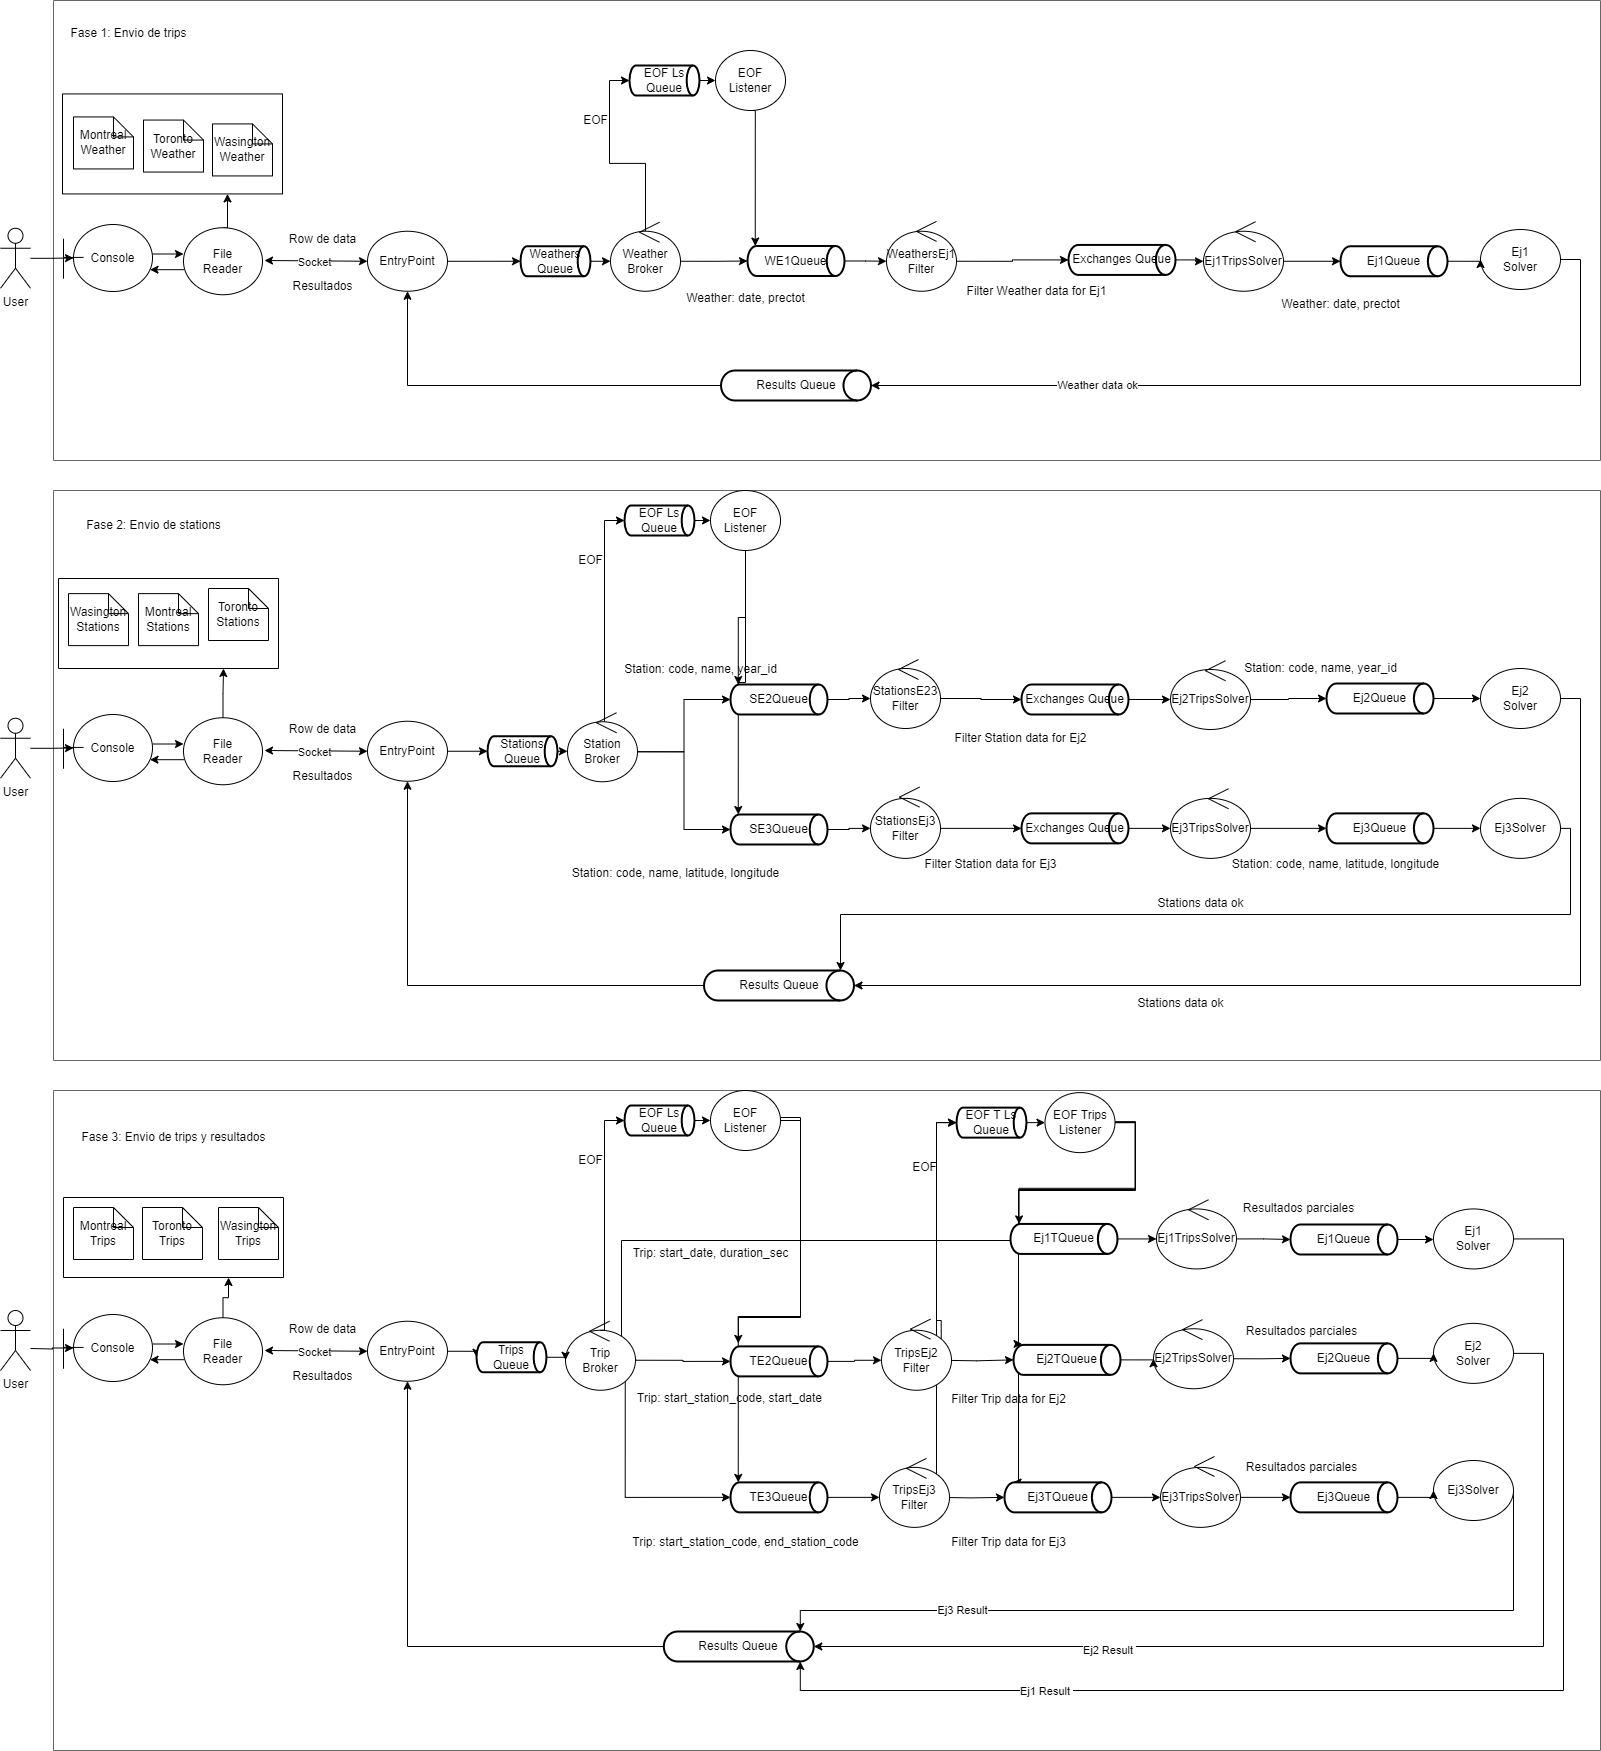 Fase 1: Envio de trips
EOF Ls
Queue
EOF
Listener
EOF
Montreal
Weather
Toronto
Weather
Wasington
Weather
User
Console
File
Reader
Row de data
Socket
Resultados
EntryPoint
Weathers
Queue
Weather
Broker
Weather: date, prectot
WE1Queue
WeathersEj1
Filter
Filter Weather data for Ej1
Exchanges Queue
Ej1TripsSolver
Weather: date, prectot
Ej1Queue
Ej1
Solver
Results Queue
Weather data ok
Fase 2: Envio de stations
EOF Ls
Queue
EOF
Listener
EOF
Wasington
Stations
Montreal
Stations
Toronto
Stations
User
Console
File
Reader
Row de data
Socket
Resultados
EntryPoint
Stations
Queue
Station
Broker
Station: code, name, year_id
SE2Queue
StationsE23
Filter
Filter Station data for Ej2
Exchanges Queue
Ej2TripsSolver
Station: code, name, year_id
Ej2Queue
Ej2
Solver
SE3Queue
Station: code, name, latitude, longitude
StationsEj3
Filter
Filter Station data for Ej3
Exchanges Queue
Ej3TripsSolver
Station: code, name, latitude, longitude
Ej3Queue
Ej3Solver
Stations data ok
Results Queue
Stations data ok
Fase 3: Envio de trips y resultados
EOF Ls
Queue
EOF
Listener
EOF
EOF T Ls
Queue
EOF Trips
Listener
EOF
Montreal
Trips
Toronto
Trips
Wasington
Trips
User
Console
File
Reader
Row de data
Socket
Resultados
EntryPoint
Trips
Queue
Trip
Broker
Trip: start_date, duration_sec
Ej1TQueue
Ej1TripsSolver
Resultados parciales
Ej1Queue
Ej1
Solver
TE2Queue
Trip: start_station_code, start_date
TripsEj2
Filter
Filter Trip data for Ej2
Ej2TQueue
Ej2TripsSolver
Resultados parciales
Ej2Queue
Ej2
Solver
TE3Queue
Trip: start_station_code, end_station_code
TripsEj3
Filter
Filter Trip data for Ej3
Ej3TQueue
Ej3TripsSolver
Resultados parciales
Ej3Queue
Ej3Solver
Ej3 Result
Results Queue
Ej2 Result
Ej1 Result